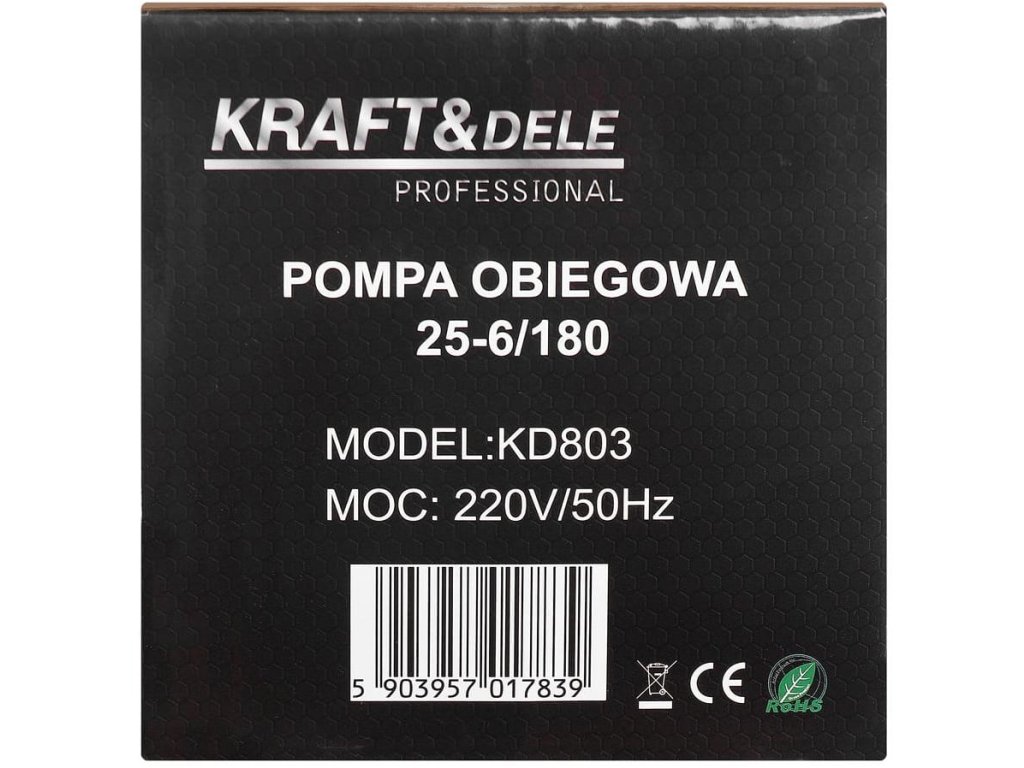 KRAFT&DELE
PROFESSIONAL
POMPA OBIEGOWA
25-6/180
MODEL:KD803
MOC: 220V/50Hz
5 903957 017839
CE
RoHS